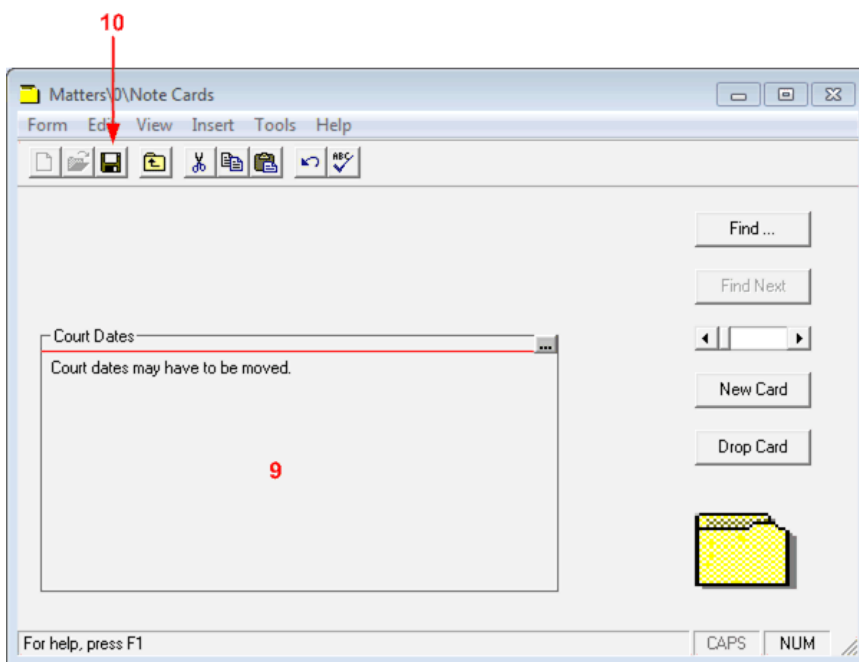 10
Matters\0\Note Cards
Form Edit View Insert Tools Help
ABC
Find ...
Find Next
Court Dates
...
Court dates may have to be moved.
New Card
Drop Card
9
For help, press F1
CAPS NUM